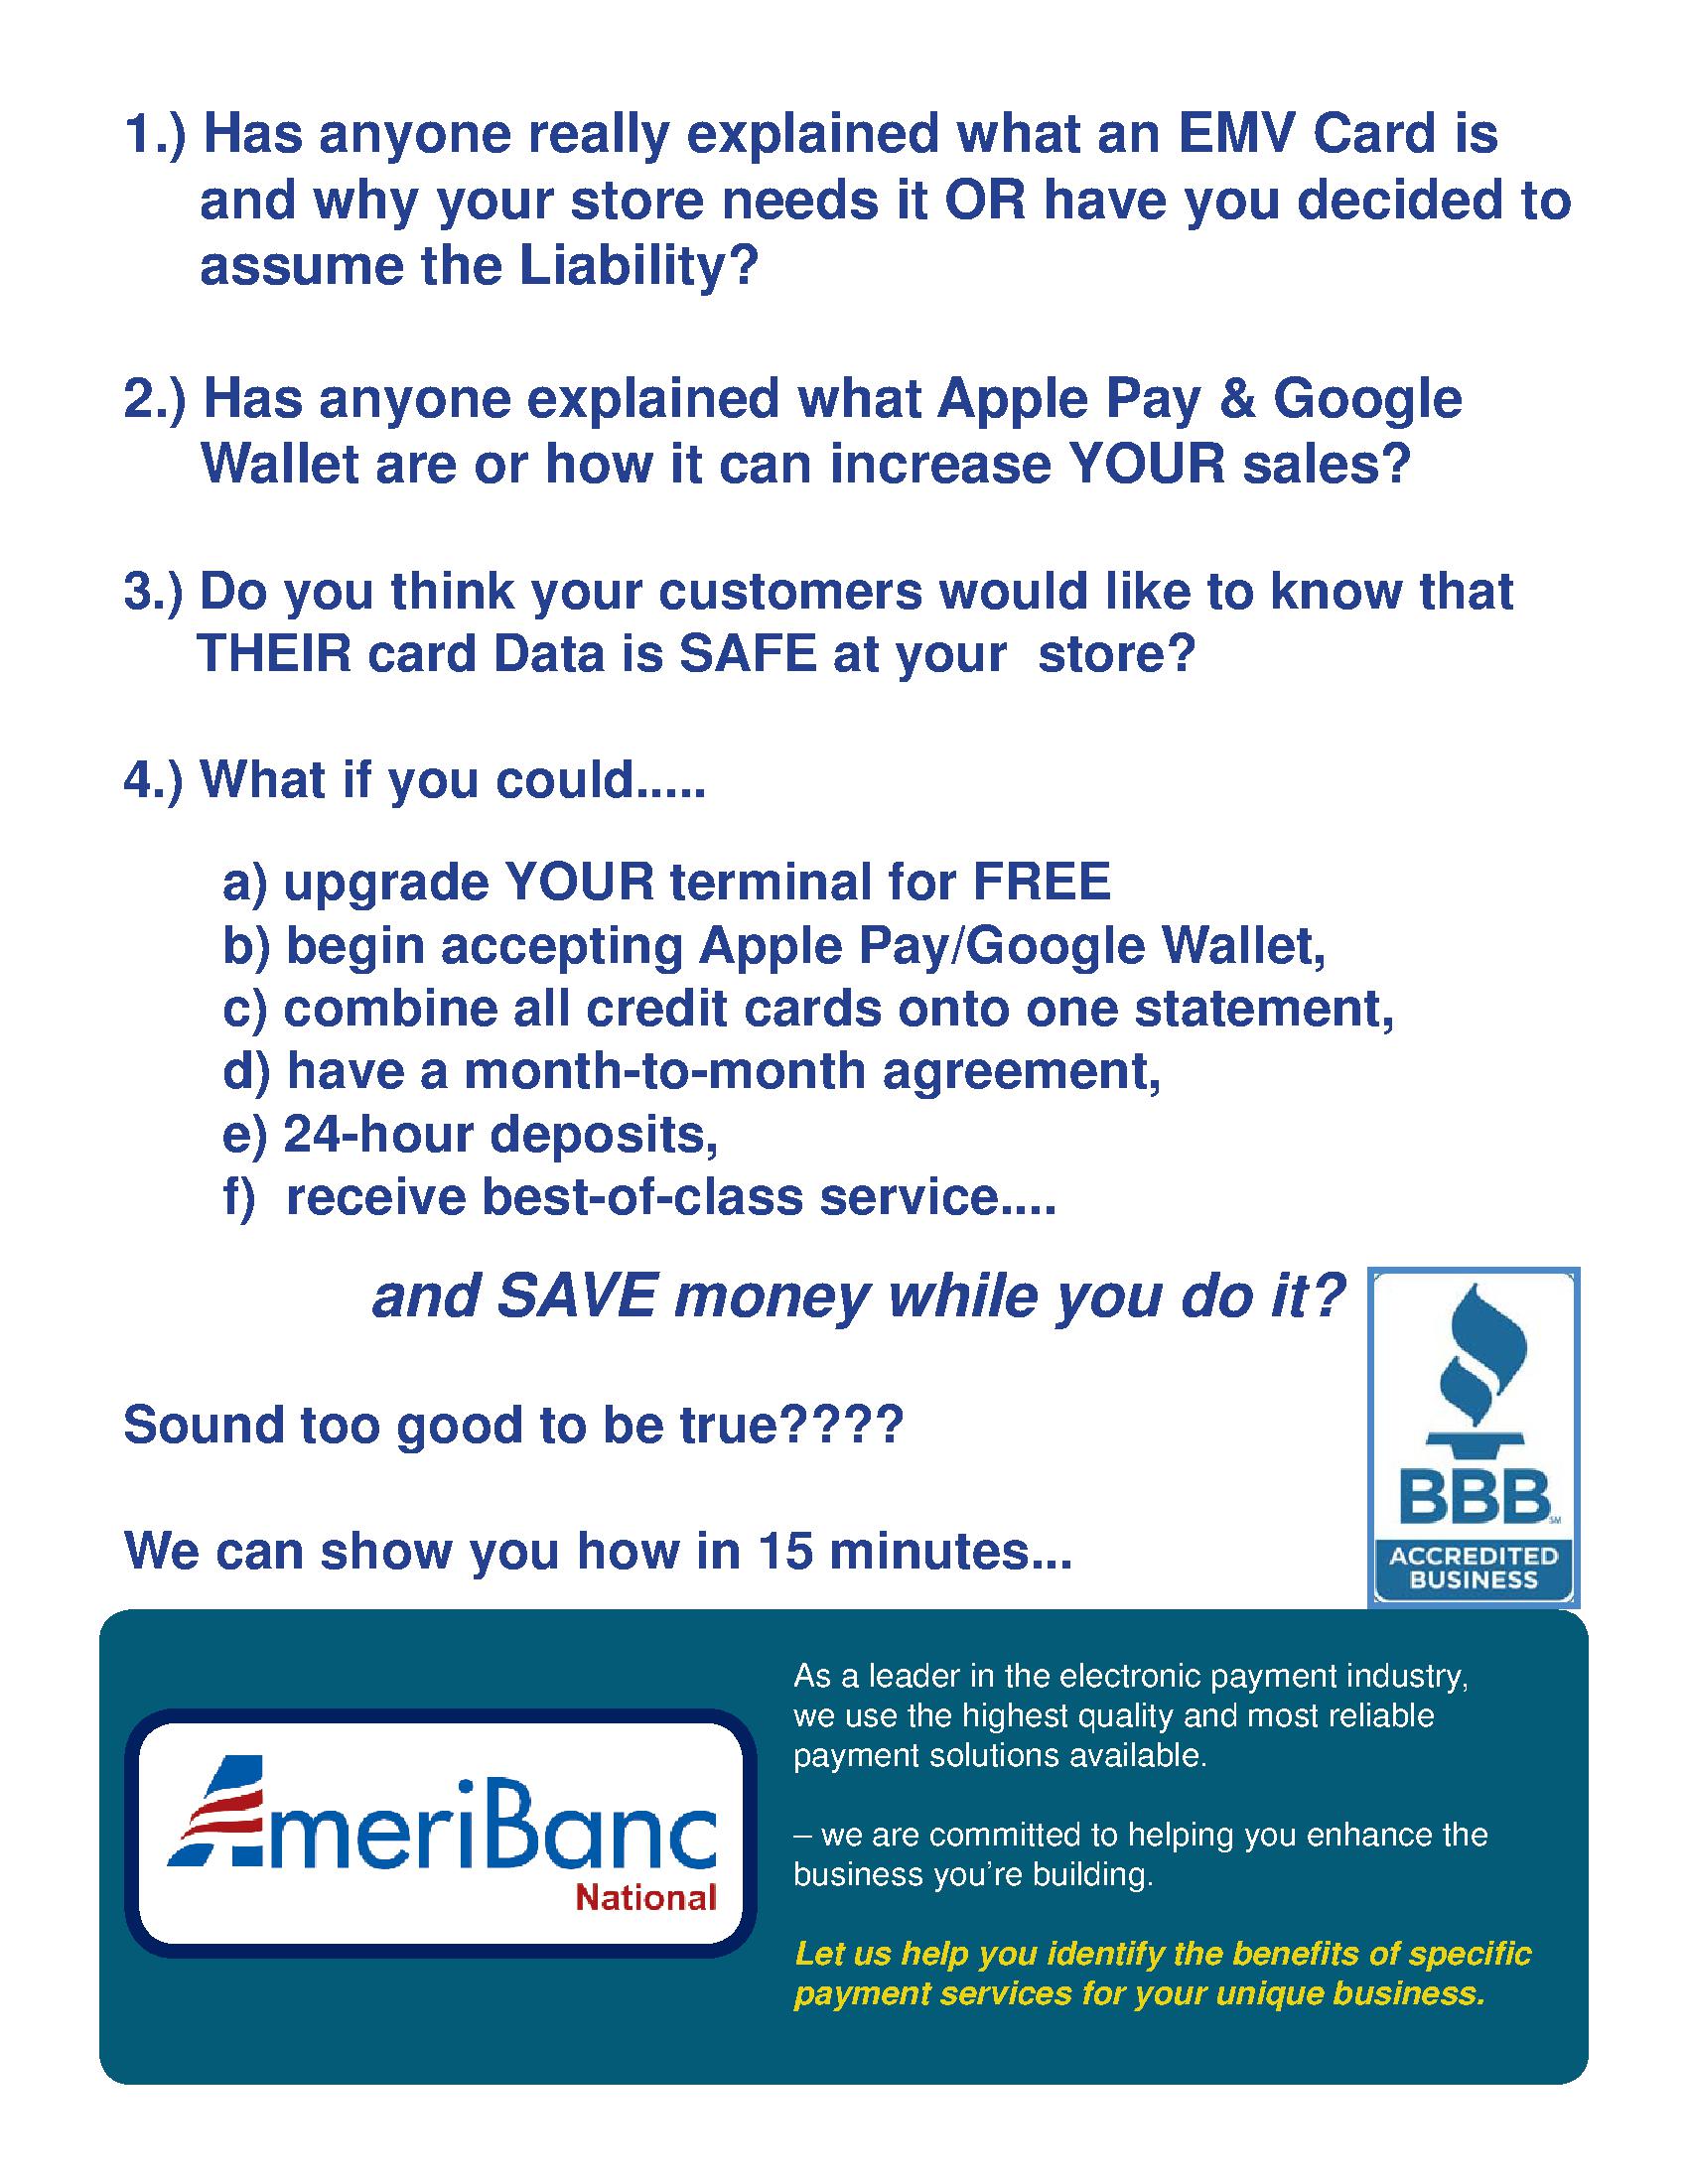 1.) Has anyone really explained what an EMV Card is
and why your store needs it OR have you decided to
assume the Liability?
2.) Has anyone explained what Apple Pay & Google
Wallet are or how it can increase YOUR sales?
3.) Do you think your customers would like to know that
THEIR card Data is SAFE at your  store?
4.) What if you could.....
a) upgrade YOUR terminal for FREE
b) begin accepting Apple Pay/Google Wallet,
c) combine all credit cards onto one statement,
d) have a month-to-month agreement,
e) 24-hour deposits,
f)  receive best-of-class service....
and SAVE money while you do it?
Sound too good to be true????
We can show you how in 15 minutes...
BBB SM
ACCREDITED
BUSINESS
AmeriBanc
National
As a leader in the electronic payment industry,
we use the highest quality and most reliable
payment solutions available.
– we are committed to helping you enhance the
business you’re building.
Let us help you identify the benefits of specific
payment services for your unique business.